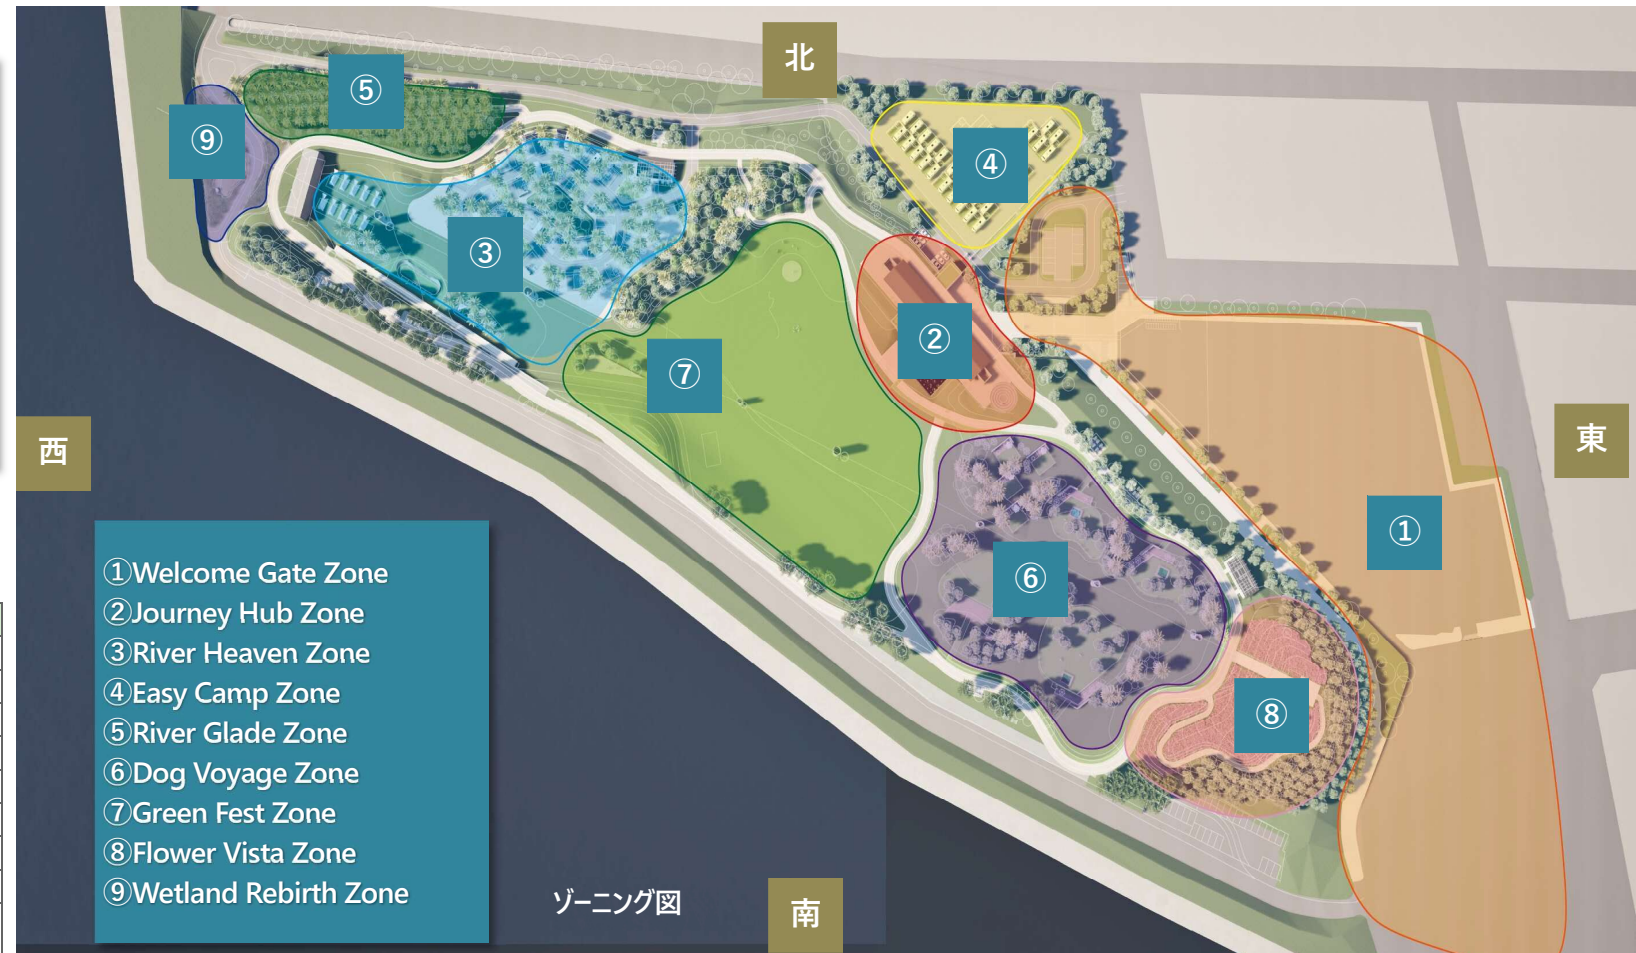 北
⑤
⑨
④
③
②
⑦
西
東
①
⑥
⑧
①Welcome Gate Zone
②Journey Hub Zone
③River Heaven Zone
④Easy Camp Zone
⑤River Glade Zone
⑥Dog Voyage Zone
⑦Green Fest Zone
⑧Flower Vista Zone
⑨Wetland Rebirth Zone
ゾーニング図
南